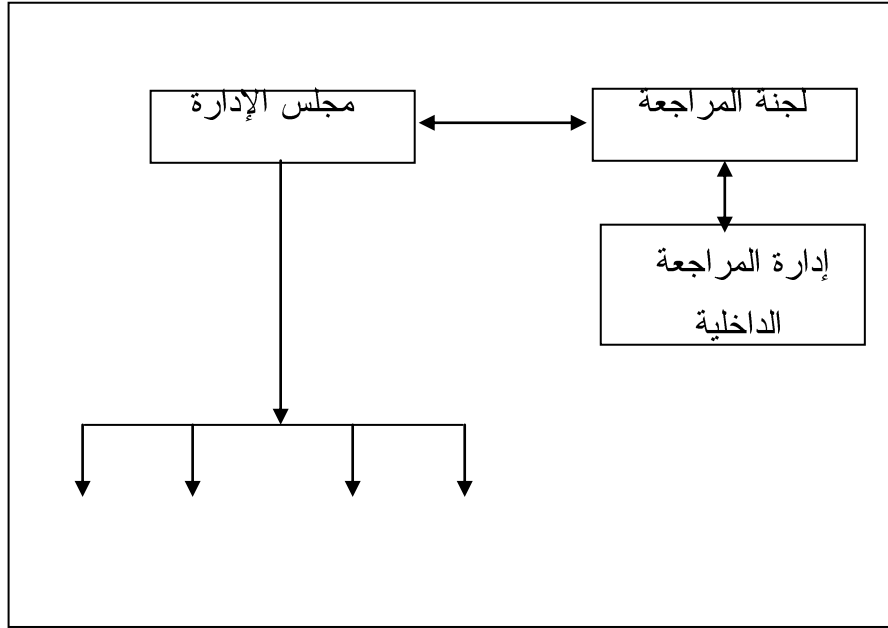 لجنة المراجعة
مجلس الإدارة
إدارة المراجعة
الداخلية